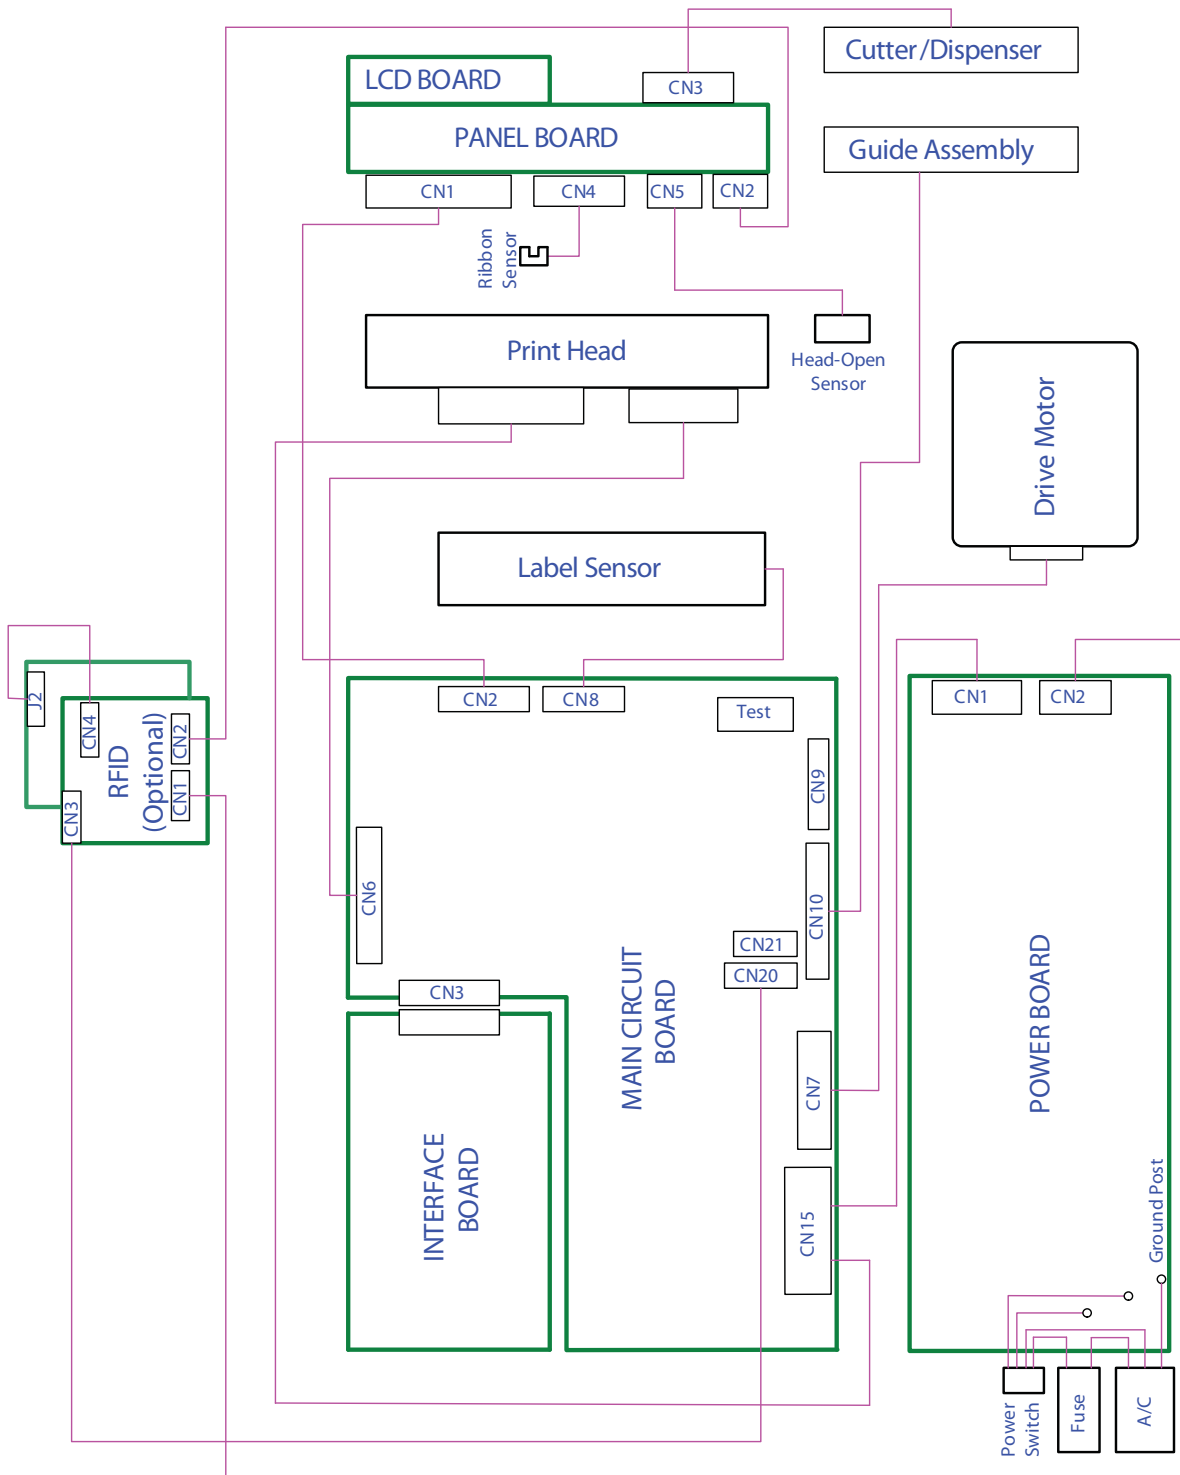 Cutter/Dispenser
LCD BOARD
CN3
PANEL BOARD
Guide Assembly
CN1
CN4
CN5
CN2
Ribbon
Sensor
Print Head
Head-Open
Sensor
Drive Motor
Label Sensor
J2
CN4
RFID
(Optional)
CN2
CN1
CN3
CN2
CN8
Test
CN9
CN6
CN10
CN21
CN20
CN3
MAIN CIRCUIT
BOARD
CN7
CN15
INTERFACE
BOARD
CN1
CN2
POWER BOARD
Ground Post
Power
Switch
Fuse
A/C